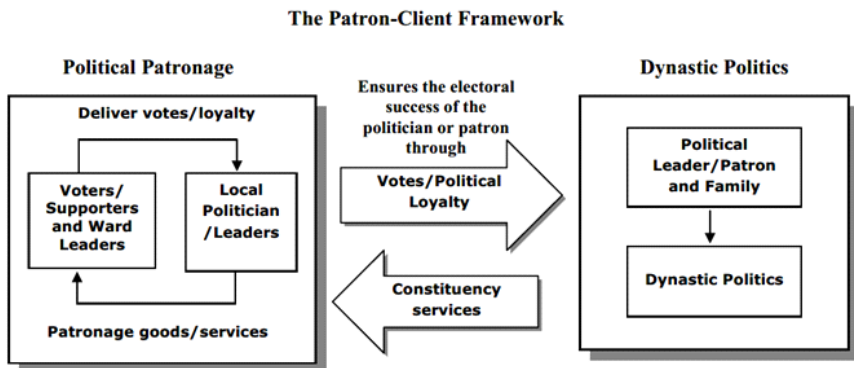 The Patron-Client Framework
Political Patronage
Deliver votes/loyalty
Voters/
Supporters
and Ward
Leaders
Local
Politician
/Leaders
Patronage goods/services
Ensures the electoral
success of the
politician or patron
through
Votes/Political
Loyalty
Constituency
services
Dynastic Politics
Political
Leader/Patron
and Family
Dynastic Politics